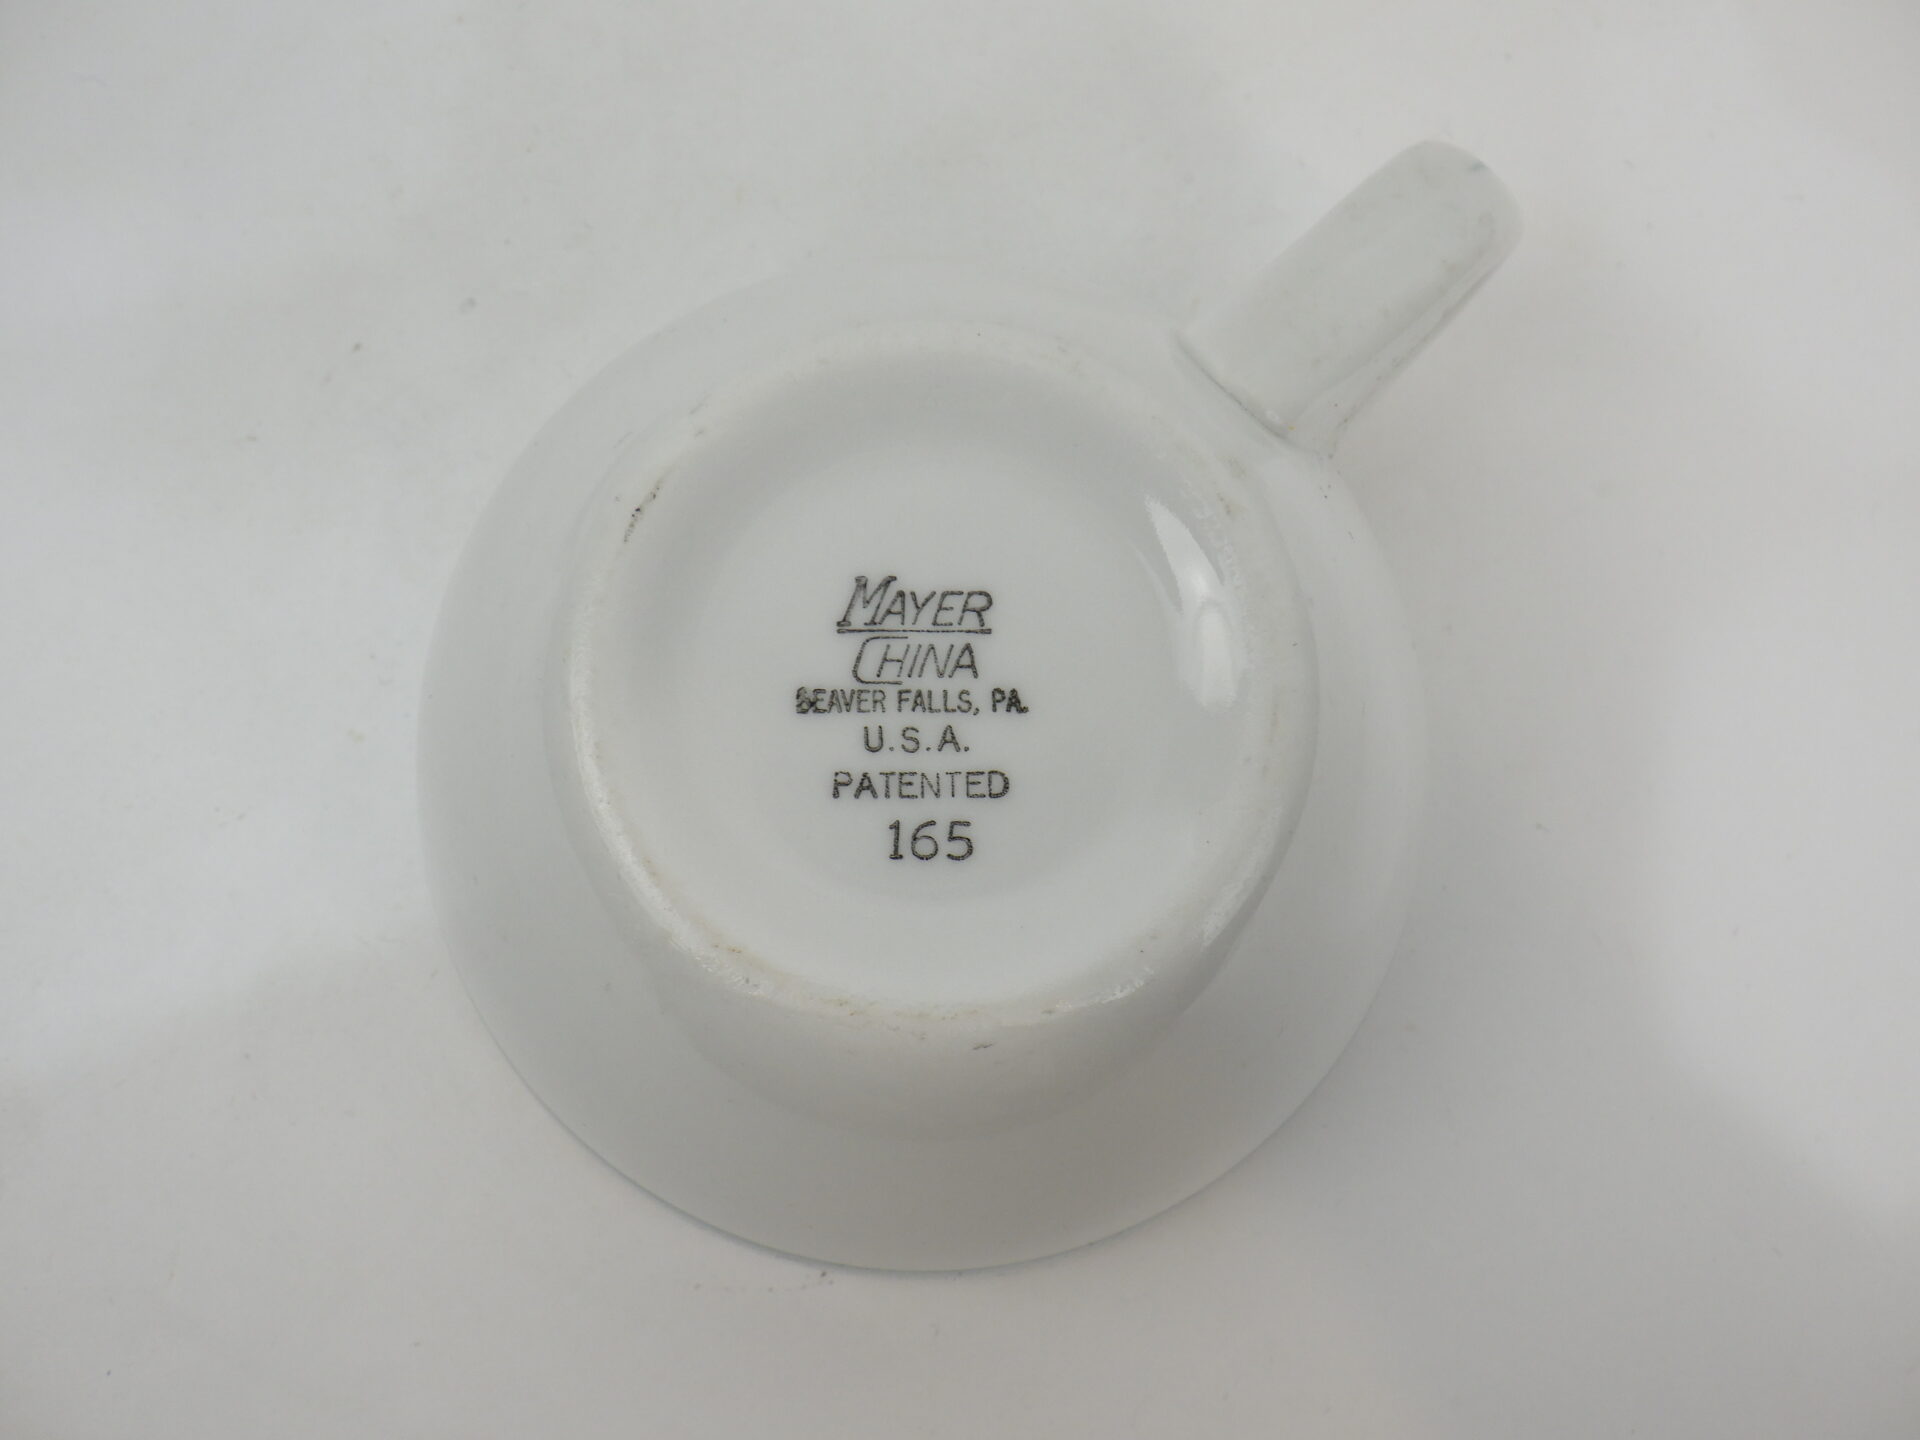 MAYER
CHINA
BEAVER FALLS, PA.
U.S.A.
PATENTED
165